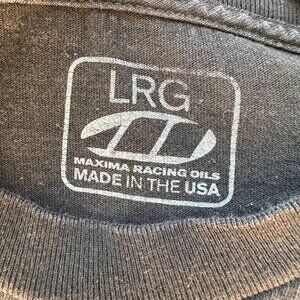 LRG
MAXIMA RACING OILS
MADE IN THE USA